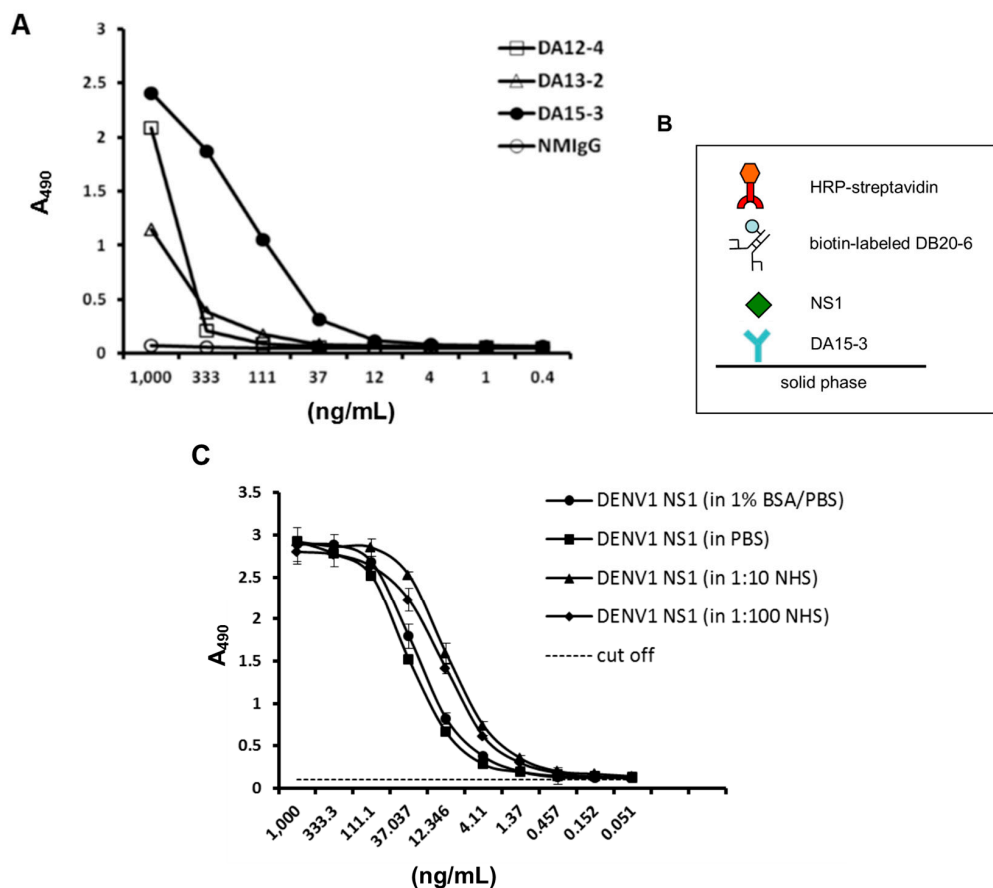 A
3
2.5
2
1.5
1
0.5
0
A490
1,000 333 111 37 12 4 1 0.4
(ng/mL)
DA12-4
DA13-2
DA15-3
NMIgG
B
HRP-streptavidin
biotin-labeled DB20-6
NS1
DA15-3
solid phase
C
3.5
3
2.5
2
1.5
1
0.5
0
A490
1,000 333.3 111.1 37.037 12.346 4.11 1.37 0.457 0.152 0.051
(ng/mL)
DENV1 NS1 (in 1% BSA/PBS)
DENV1 NS1 (in PBS)
DENV1 NS1 (in 1:10 NHS)
DENV1 NS1 (in 1:100 NHS)
cut off